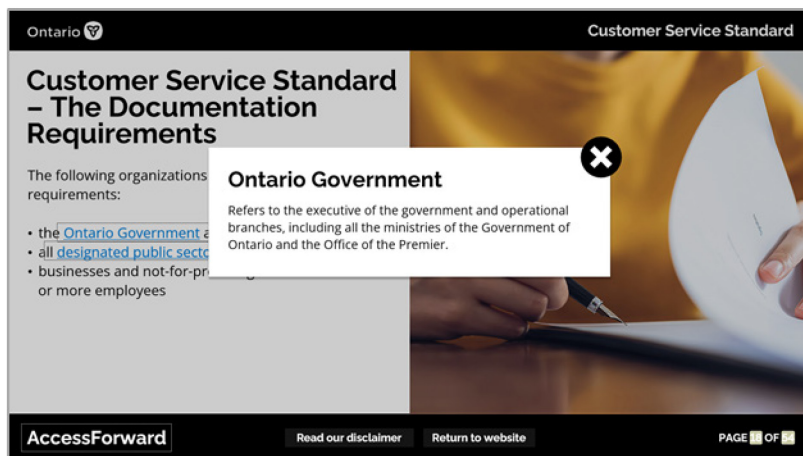 Ontario
Customer Service Standard
Customer Service Standard
– The Documentation
Requirements
The following organizations
requirements:
• the Ontario Government a
• all designated public secto
• businesses and not-for-pro
or more employees
Ontario Government
Refers to the executive of the government and operational
branches, including all the ministries of the Government of
Ontario and the Office of the Premier.
AccessForward
Read our disclaimer
Return to website
PAGE 18 OF 54